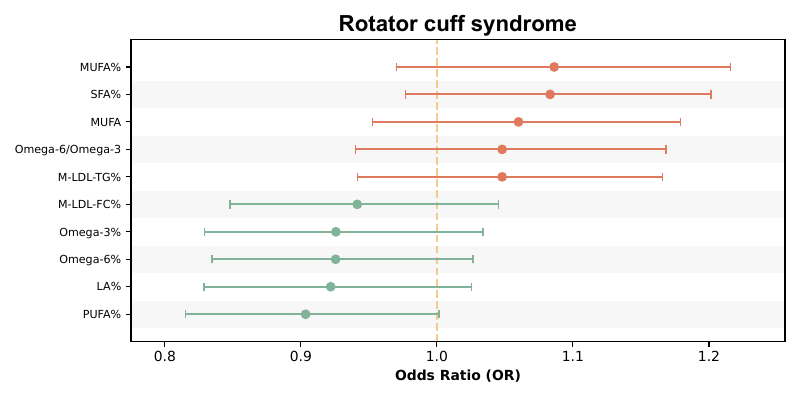 Rotator cuff syndrome
MUFA%
SFA%
MUFA
Omega-6/Omega-3
M-LDL-TG%
M-LDL-FC%
Omega-3%
Omega-6%
LA%
PUFA%
0.8 0.9 1.0 1.1 1.2
Odds Ratio (OR)